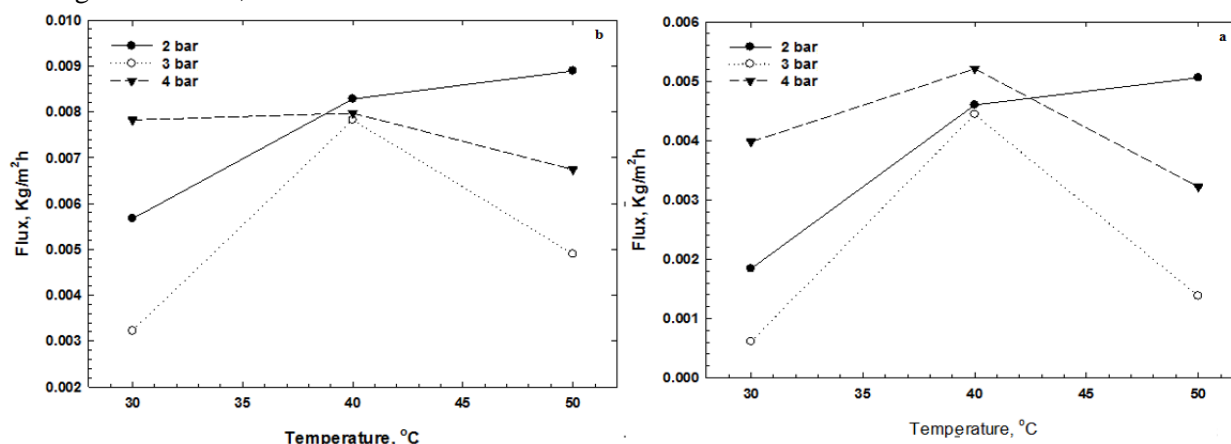 0.010
0.009
0.008
0.007
0.006
0.005
0.004
0.003
0.002
Flux, Kg/m²h
2 bar
3 bar
4 bar
b
30 35 40 45 50
Temperature, °C
0.006
0.005
0.004
0.003
0.002
0.001
0.000
Flux, Kg/m²h
2 bar
3 bar
4 bar
a
30 35 40 45 50
Temperature, °C